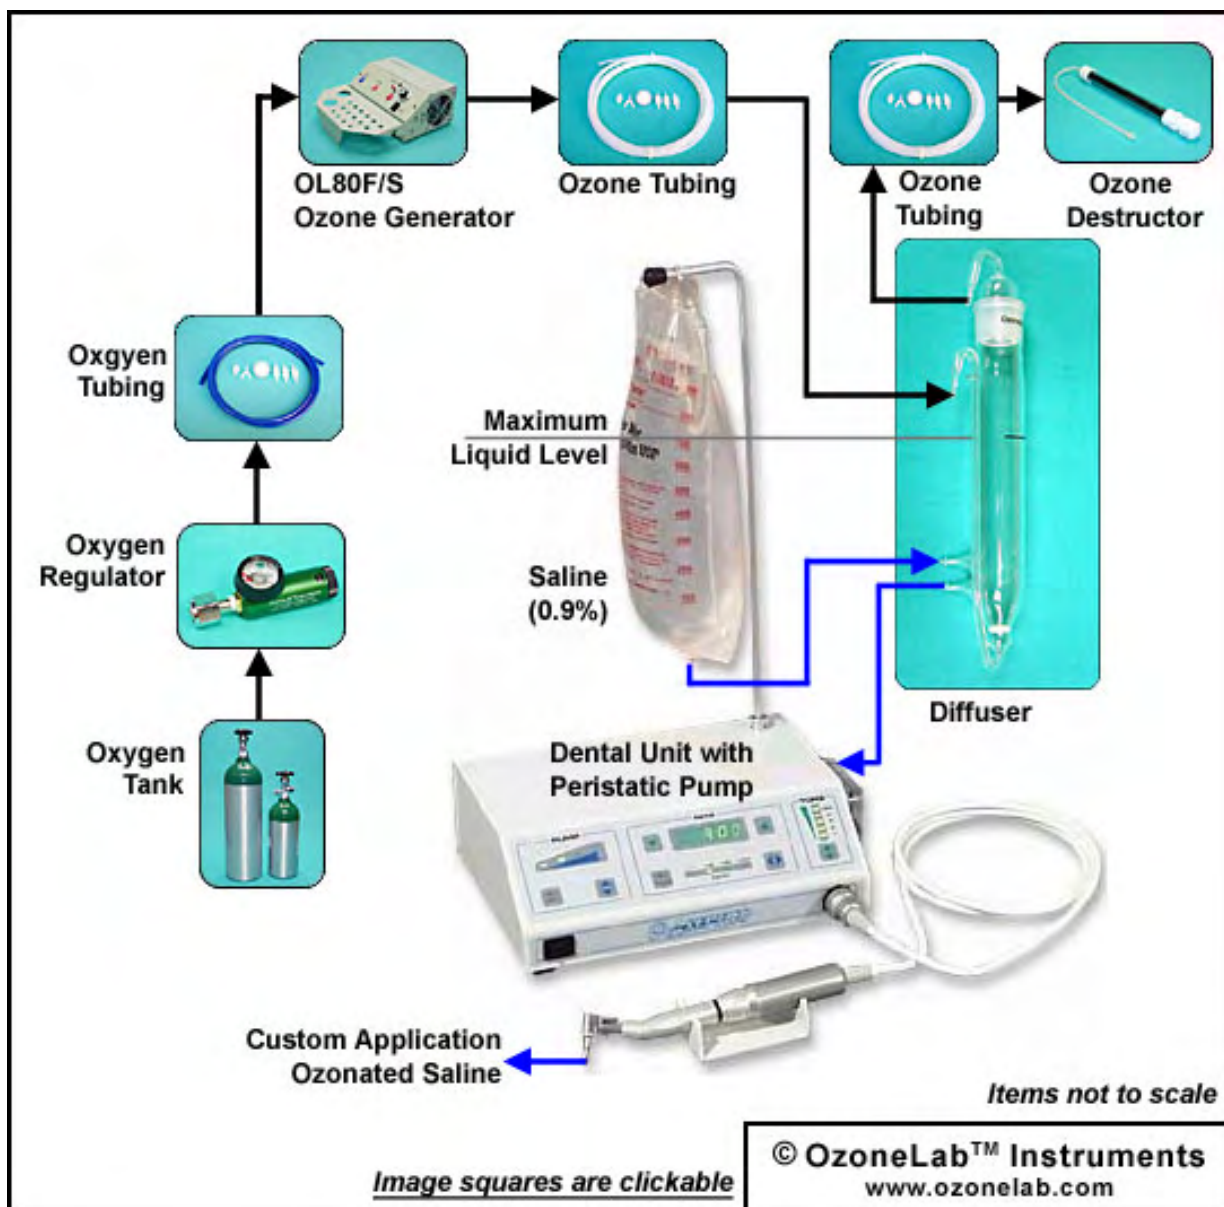 OL80F/S
Ozone Generator
Ozone Tubing
Ozone
Tubing
Ozone
Destructor
Oxgyen
Tubing
Maximum
Liquid Level
Oxygen
Regulator
Saline
(0.9%)
Diffuser
Oxygen
Tank
Dental Unit with
Peristatic Pump
900
Custom Application
Ozonated Saline
Items not to scale
Image squares are clickable
© OzoneLab™ Instruments
www.ozonelab.com